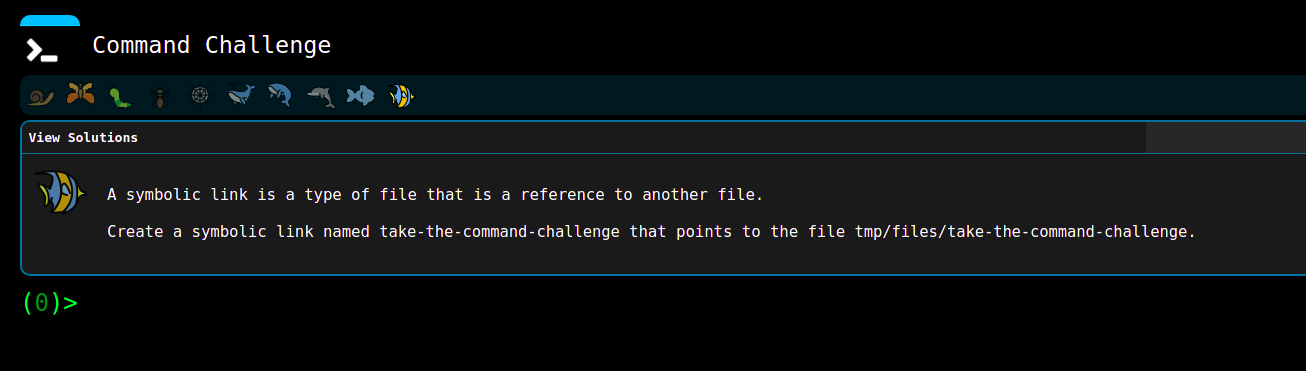 Command Challenge
View Solutions
A symbolic link is a type of file that is a reference to another file.
Create a symbolic link named take-the-command-challenge that points to the file tmp/files/take-the-command-challenge.
(0)>